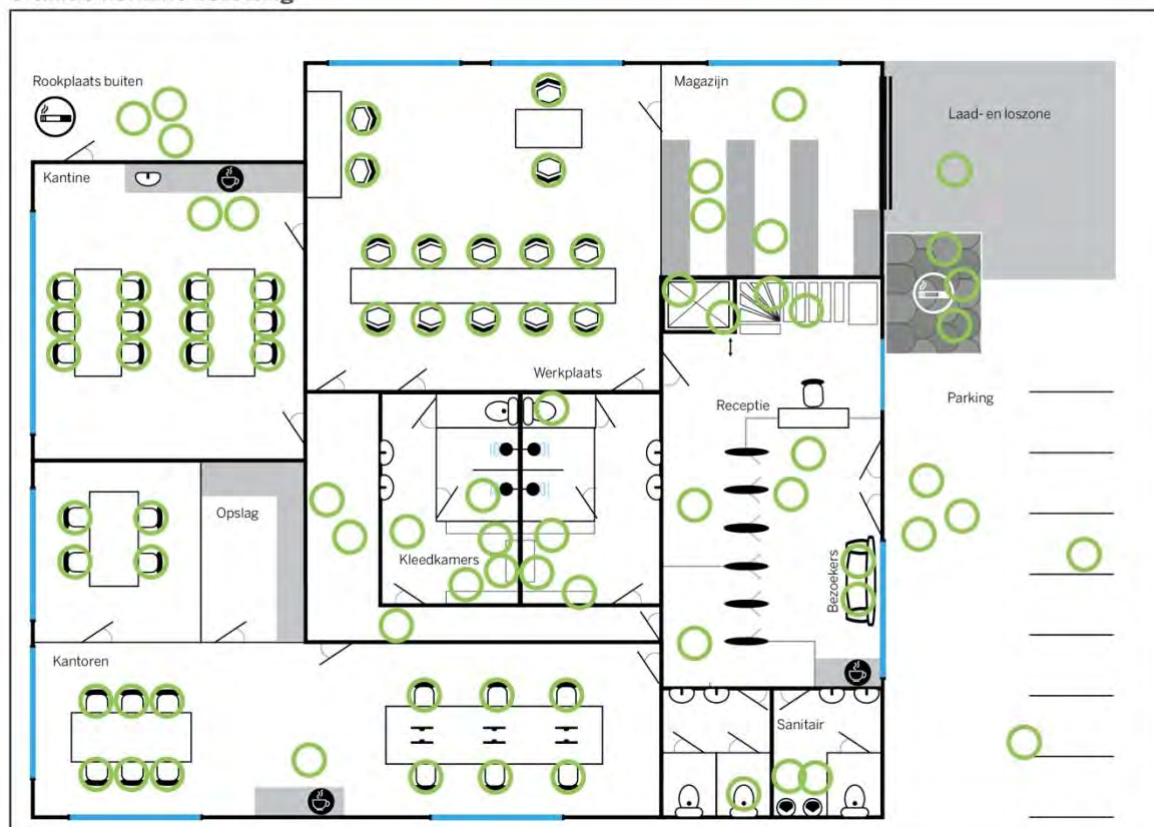 Rookplaats buiten
Magazijn
Laad- en loszone
Kantine
Werkplaats
Receptie
Parking
Opslag
Kleedkamers
Bezoekers
Kantoren
Sanitair